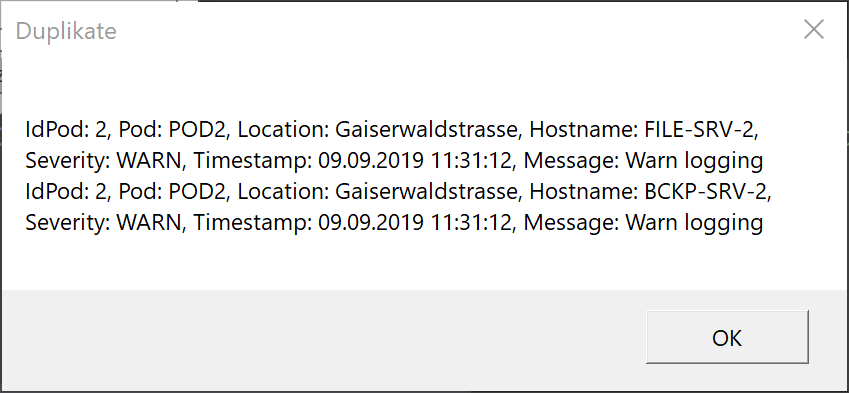 Duplikate
IdPod: 2, Pod: POD2, Location: Gaiserwaldstrasse, Hostname: FILE-SRV-2,
Severity: WARN, Timestamp: 09.09.2019 11:31:12, Message: Warn logging
IdPod: 2, Pod: POD2, Location: Gaiserwaldstrasse, Hostname: BCKP-SRV-2,
Severity: WARN, Timestamp: 09.09.2019 11:31:12, Message: Warn logging
OK